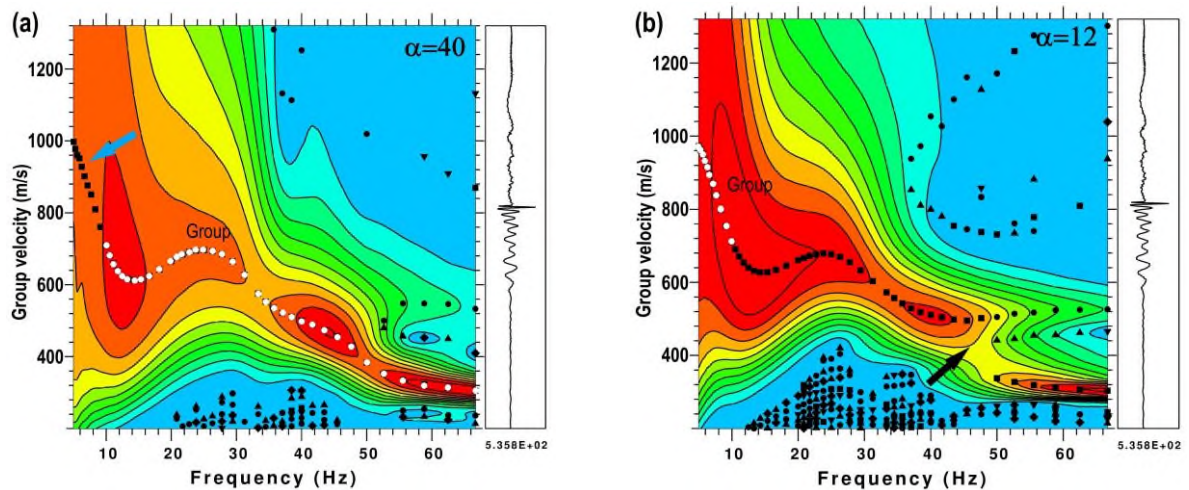 (a)
α=40
1200
1000
800
600
400
Group velocity (m/s)
Group
10 20 30 40 50 60
Frequency (Hz)
5.358E+02
(b)
α=12
1200
1000
800
600
400
Group velocity (m/s)
Group
10 20 30 40 50 60
Frequency (Hz)
5.358E+02